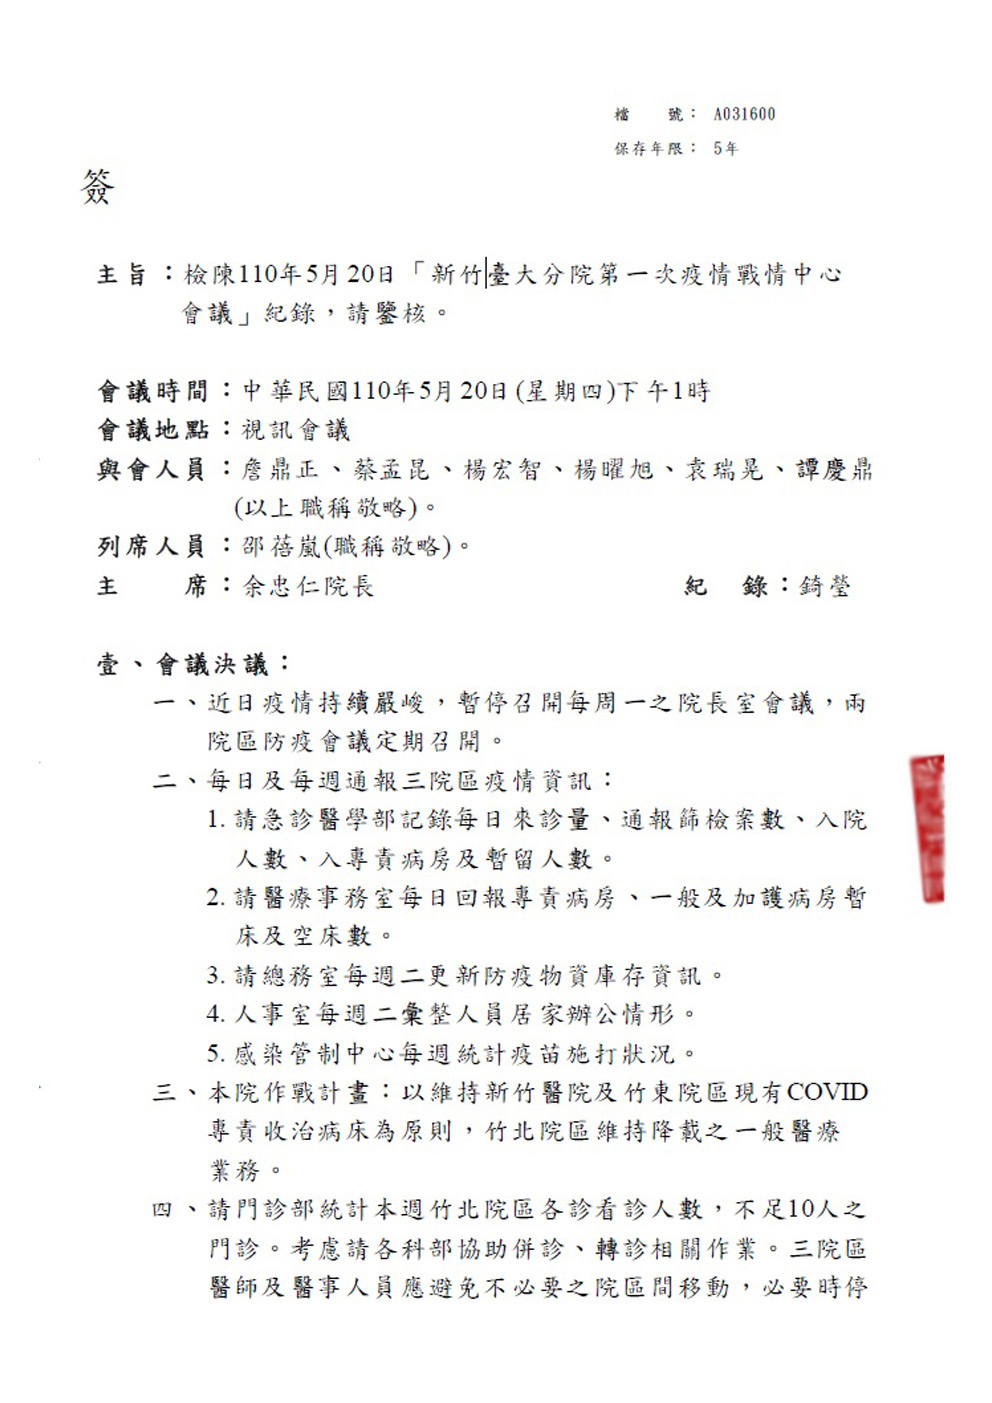 檔　　號： A031600
保存年限： 5年
簽
主旨：檢陳110年5月20日「新竹臺大分院第一次疫情戰情中心
會議」紀錄，請鑒核。
會議時間：中華民國110年5月20日(星期四)下午1時
會議地點：視訊會議
與會人員：詹鼎正、蔡孟昆、楊宏智、楊曜旭、袁瑞晃、譚慶鼎
(以上職稱敬略)。
列席人員：邵蓓嵐(職稱敬略)。
主　　席：余忠仁院長　　　　紀　錄：錡瑩
壹、會議決議：
一、近日疫情持續嚴峻，暫停召開每周一之院長室會議，兩
院區防疫會議定期召開。
二、每日及每週通報三院區疫情資訊：
1. 請急診醫學部記錄每日來診量、通報篩檢案數、入院
人數、入專責病房及暫留人數。
2. 請醫療事務室每日回報專責病房、一般及加護病房暫
床及空床數。
3. 請總務室每週二更新防疫物資庫存資訊。
4. 人事室每週二彙整人員居家辦公情形。
5. 感染管制中心每週統計疫苗施打狀況。
三、本院作戰計畫：以維持新竹醫院及竹東院區現有COVID
專責收治病床為原則，竹北院區維持降載之一般醫療
業務。
四、請門診部統計本週竹北院區各診看診人數，不足10人之
門診。考慮請各科部協助併診、轉診相關作業。三院區
醫師及醫事人員應避免不必要之院區間移動，必要時停